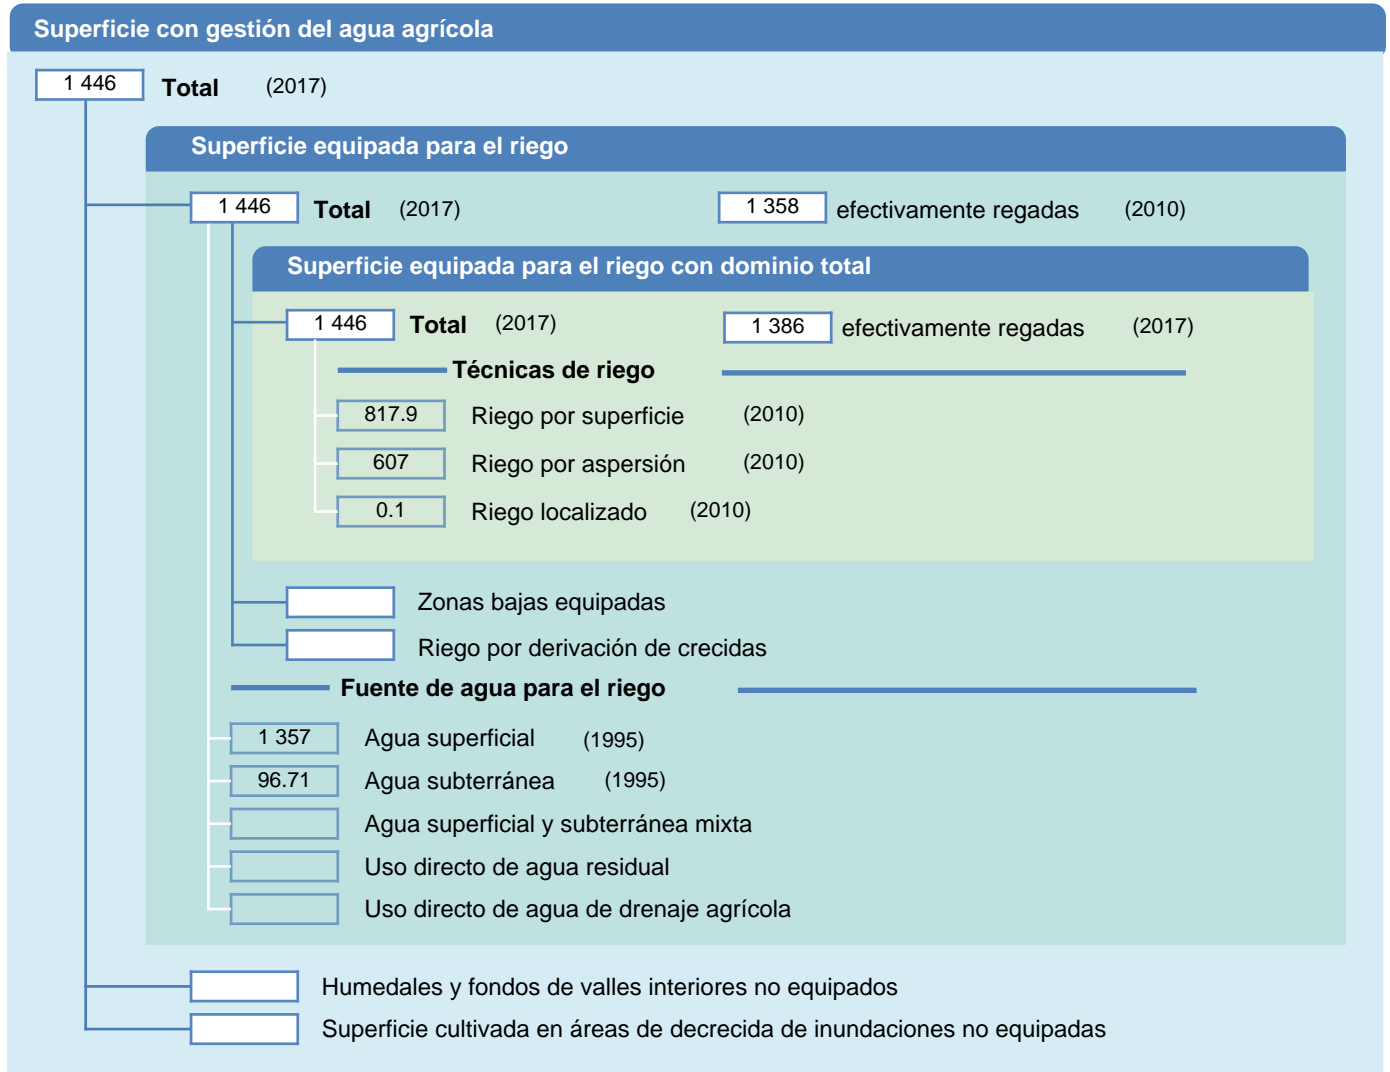 Superficie con gestión del agua agrícola
1 446 Total (2017)
Superficie equipada para el riego
1 446 Total (2017) 1 358 efectivamente regadas (2010)
Superficie equipada para el riego con dominio total
1 446 Total (2017) 1 386 efectivamente regadas (2017)
Técnicas de riego
817.9 Riego por superficie (2010)
607 Riego por aspersión (2010)
0.1 Riego localizado (2010)
Zonas bajas equipadas
Riego por derivación de crecidas
Fuente de agua para el riego
1 357 Agua superficial (1995)
96.71 Agua subterránea (1995)
Agua superficial y subterránea mixta
Uso directo de agua residual
Uso directo de agua de drenaje agrícola
Humedales y fondos de valles interiores no equipados
Superficie cultivada en áreas de decrecida de inundaciones no equipadas